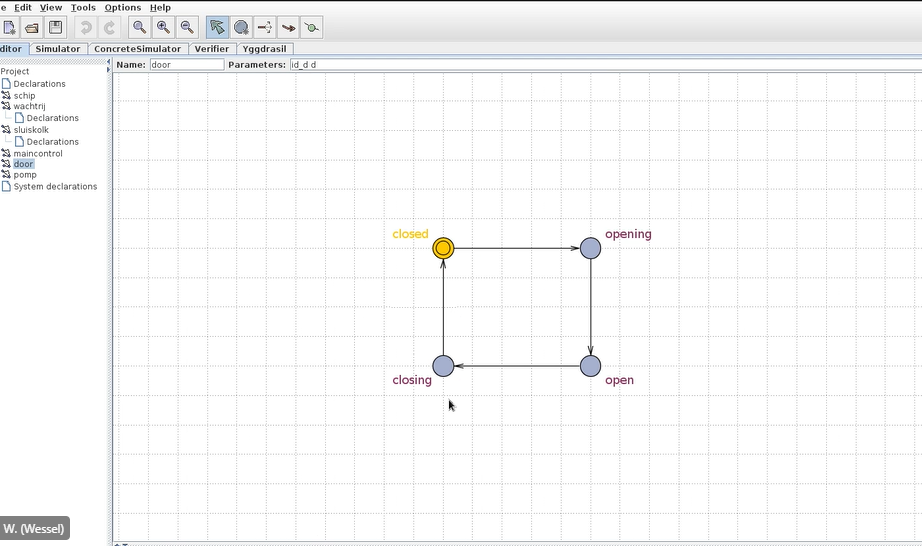 e Edit View Tools Options Help
ditor Simulator ConcreteSimulator Verifier Yggdrasil
Name: door Parameters: id_d d
Project
Declarations
schip
wachtrij
Declarations
sluiskolk
Declarations
maincontrol
door
pomp
System declarations
closed
opening
closing
open
W. (Wessel)